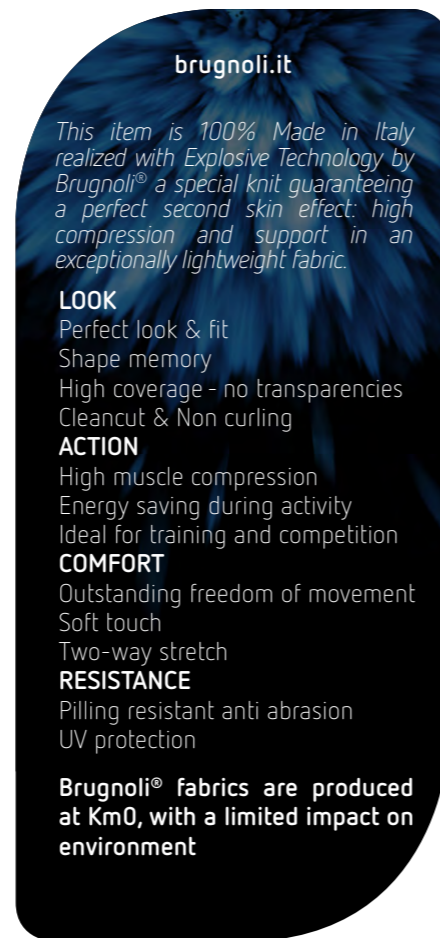 brugnoli.it
This item is 100% Made in Italy
realized with Explosive Technology by
Brugnoli® a special knit guaranteeing
a perfect second skin effect: high
compression and support in an
exceptionally lightweight fabric.
LOOK
Perfect look & fit
Shape memory
High coverage - no transparencies
Cleancut & Non curling
ACTION
High muscle compression
Energy saving during activity
Ideal for training and competition
COMFORT
Outstanding freedom of movement
Soft touch
Two-way stretch
RESISTANCE
Pilling resistant anti abrasion
UV protection
Brugnoli® fabrics are produced
at Km0, with a limited impact on
environment